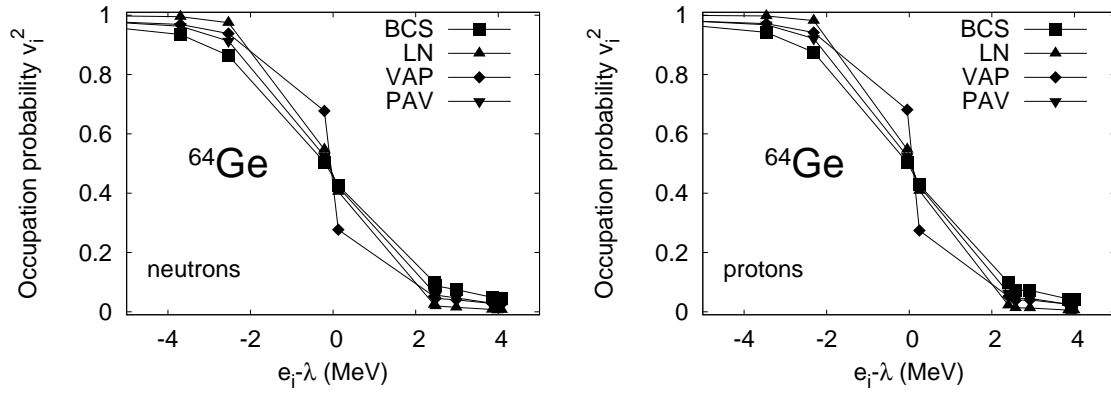 Occupation probability v_i^2
1
0.8
0.6
0.4
0.2
0
-4
-2
0
2
4
e_i-λ (MeV)
BCS
LN
VAP
PAV
^64Ge
neutrons
Occupation probability v_i^2
1
0.8
0.6
0.4
0.2
0
-4
-2
0
2
4
e_i-λ (MeV)
BCS
LN
VAP
PAV
^64Ge
protons